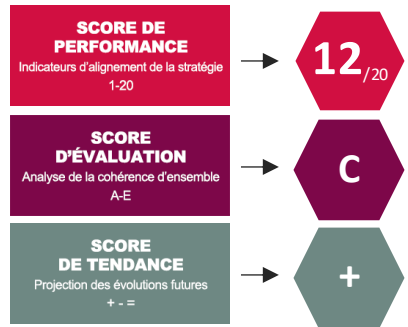 SCORE DE
PERFORMANCE
Indicateurs d'alignement de la stratégie
1-20
12/20
SCORE
D'ÉVALUATION
Analyse de la cohérence d'ensemble
A-E
C
SCORE
DE TENDANCE
Projection des évolutions futures
+ - =
+